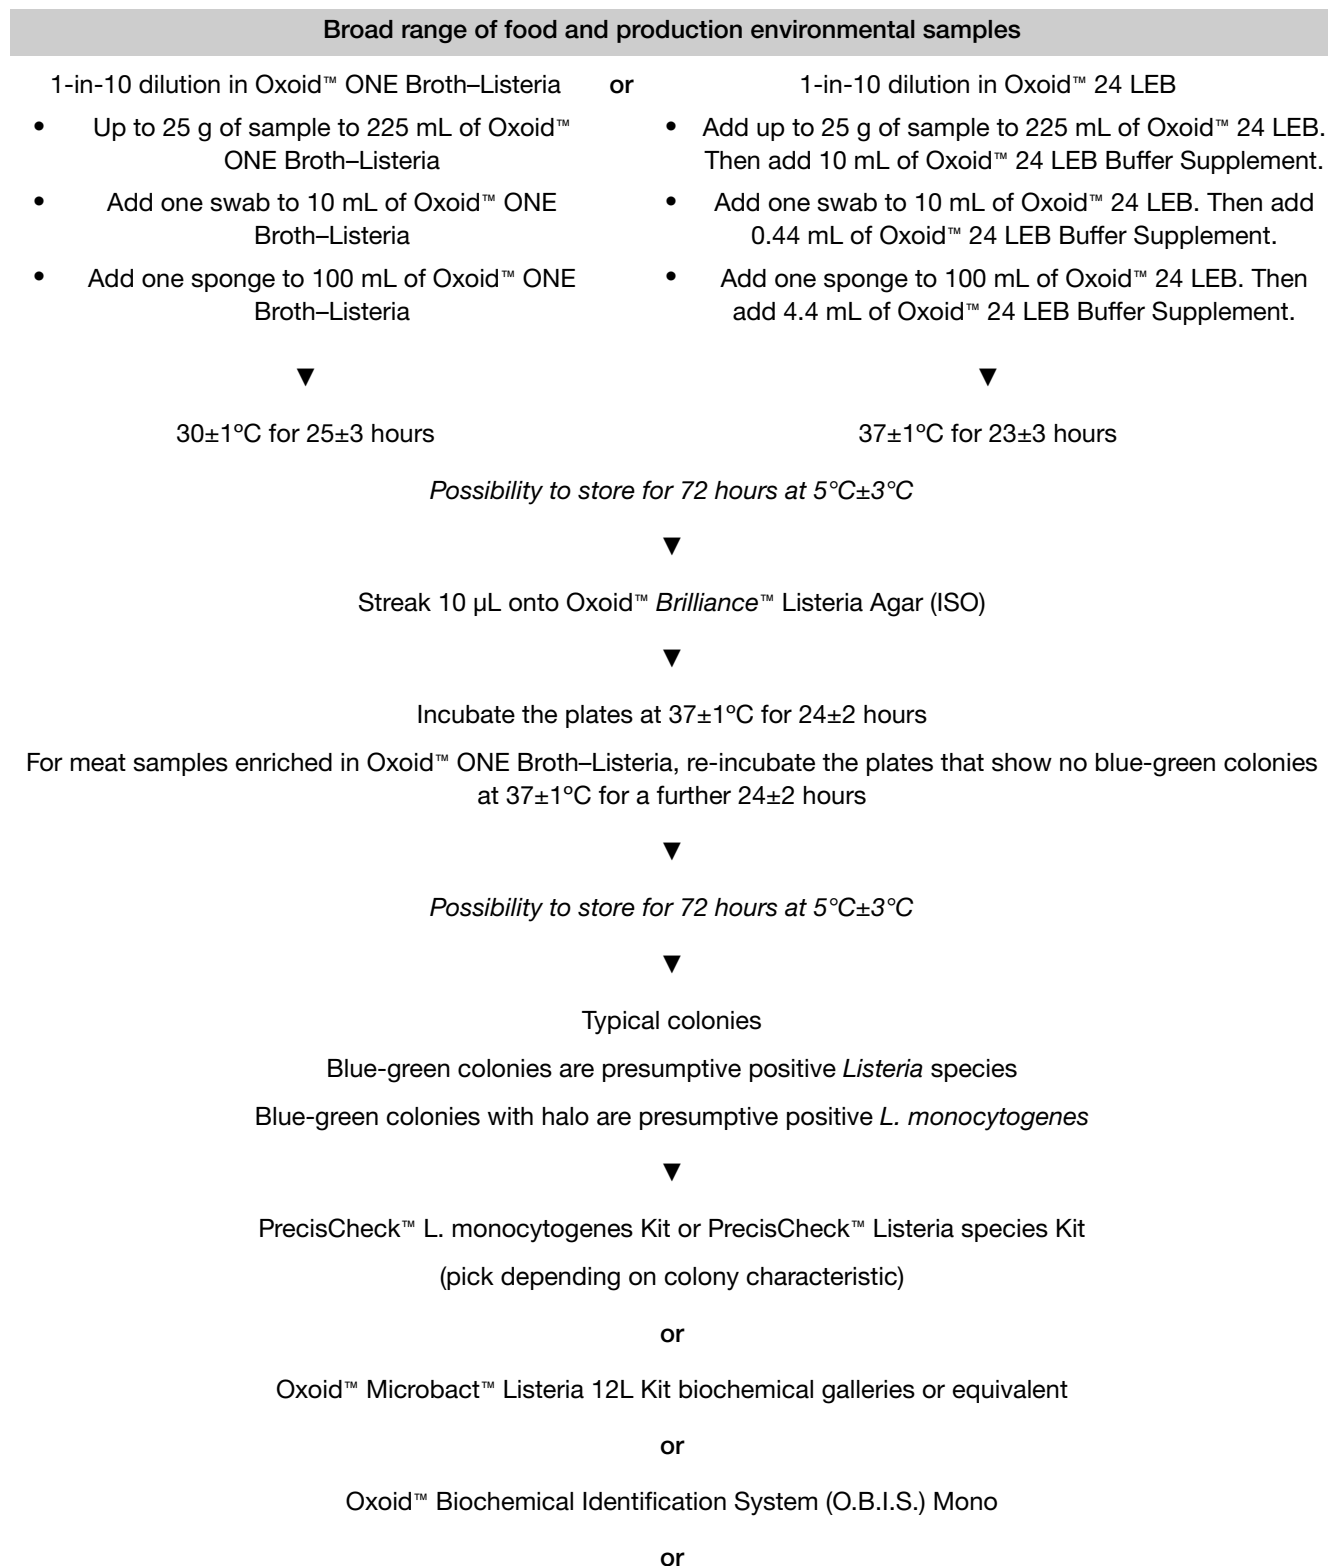 Broad range of food and production environmental samples
1-in-10 dilution in Oxoid™ ONE Broth–Listeria
• Up to 25 g of sample to 225 mL of Oxoid™
ONE Broth–Listeria
• Add one swab to 10 mL of Oxoid™ ONE
Broth–Listeria
• Add one sponge to 100 mL of Oxoid™ ONE
Broth–Listeria
▼
30±1ºC for 25±3 hours
or
1-in-10 dilution in Oxoid™ 24 LEB
• Add up to 25 g of sample to 225 mL of Oxoid™ 24 LEB.
Then add 10 mL of Oxoid™ 24 LEB Buffer Supplement.
• Add one swab to 10 mL of Oxoid™ 24 LEB. Then add
0.44 mL of Oxoid™ 24 LEB Buffer Supplement.
• Add one sponge to 100 mL of Oxoid™ 24 LEB. Then
add 4.4 mL of Oxoid™ 24 LEB Buffer Supplement.
▼
37±1ºC for 23±3 hours
Possibility to store for 72 hours at 5°C±3°C
▼
Streak 10 µL onto Oxoid™ Brilliance™ Listeria Agar (ISO)
▼
Incubate the plates at 37±1ºC for 24±2 hours
For meat samples enriched in Oxoid™ ONE Broth–Listeria, re-incubate the plates that show no blue-green colonies
at 37±1ºC for a further 24±2 hours
▼
Possibility to store for 72 hours at 5°C±3°C
▼
Typical colonies
Blue-green colonies are presumptive positive Listeria species
Blue-green colonies with halo are presumptive positive L. monocytogenes
▼
PrecisCheck™ L. monocytogenes Kit or PrecisCheck™ Listeria species Kit
(pick depending on colony characteristic)
or
Oxoid™ Microbact™ Listeria 12L Kit biochemical galleries or equivalent
or
Oxoid™ Biochemical Identification System (O.B.I.S.) Mono
or